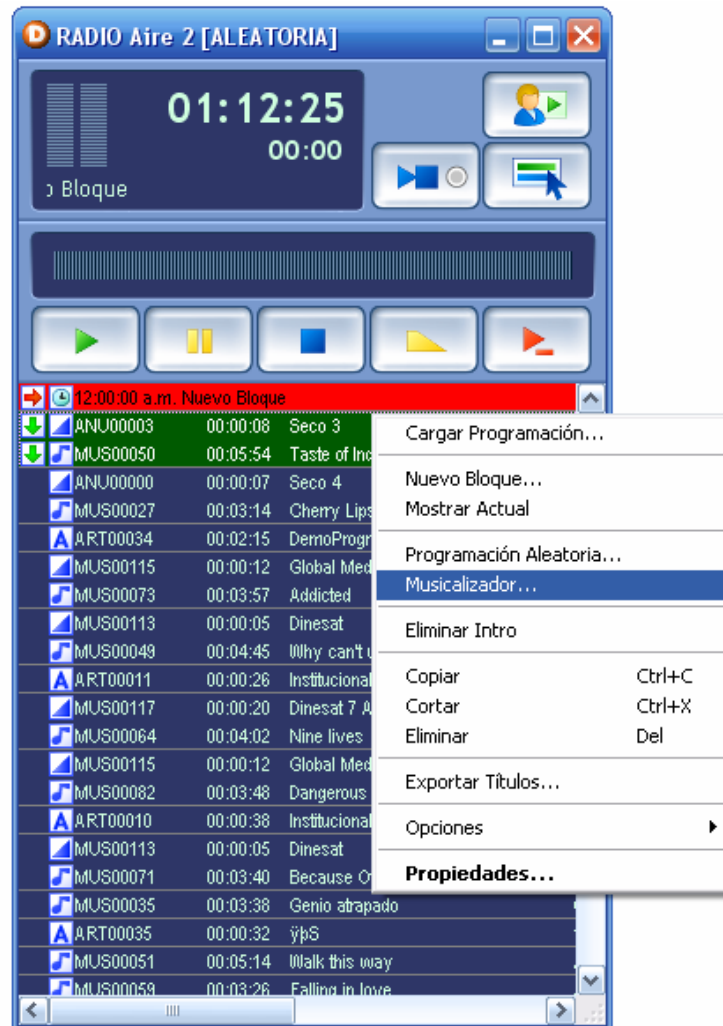 RADIO Aire 2 [ALEATORIA]
01:12:25
00:00
Bloque
12:00:00 a.m. Nuevo Bloque
ANU00003 00:00:08 Seco 3
MUS00050 00:05:54 Taste of
ANU00000 00:00:07 Seco 4
MUS00027 00:03:14 Cherry Lips
A ART00034 00:02:15 DemoProgr
MUS00115 00:00:12 Global Med
MUS00073 00:03:57 Addicted
MUS00113 00:00:05 Dinesat
MUS00049 00:04:45 Why can't
A ART00011 00:00:26 Institucional
MUS00117 00:00:20 Dinesat 7 A
MUS00064 00:04:02 Nine lives
MUS00115 00:00:12 Global Med
MUS00082 00:03:48 Dangerous
A ART00010 00:00:38 Institucional
MUS00113 00:00:05 Dinesat
MUS00071 00:03:40 Because
MUS00035 00:03:38 Genio atrapado
A ART00035 00:00:32 ÿþS
MUS00051 00:05:14 Walk this way
MUS00059 00:03:26 Falling in love
Cargar Programación...
Nuevo Bloque...
Mostrar Actual
Programación Aleatoria...
Musicalizador...
Eliminar Intro
Copiar Ctrl+C
Cortar Ctrl+X
Eliminar Del
Exportar Títulos...
Opciones
Propiedades...